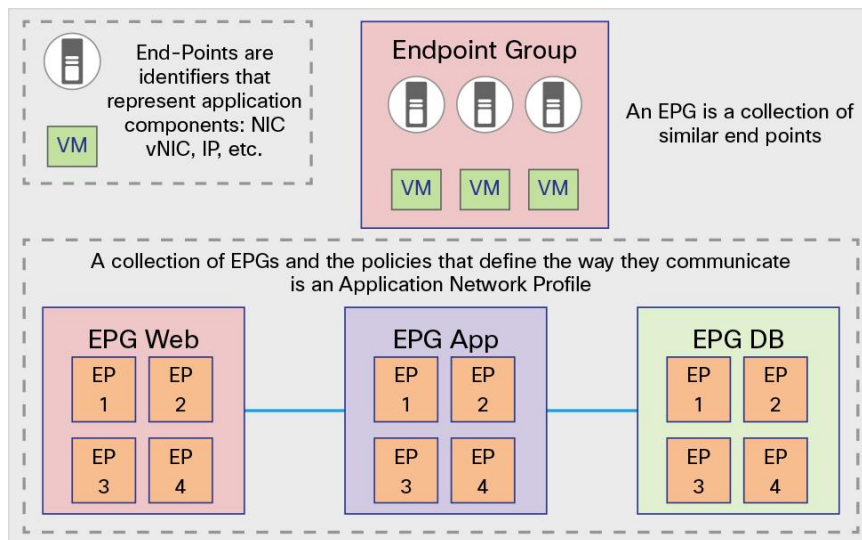 End-Points are
identifiers that
represent application
components: NIC
vNIC, IP, etc.
VM
Endpoint Group
VM VM VM
An EPG is a collection of
similar end points
A collection of EPGs and the policies that define the way they communicate
is an Application Network Profile
EPG Web
EP EP
1 2
EP EP
3 4
EPG App
EP EP
1 2
EP EP
3 4
EPG DB
EP EP
1 2
EP EP
3 4